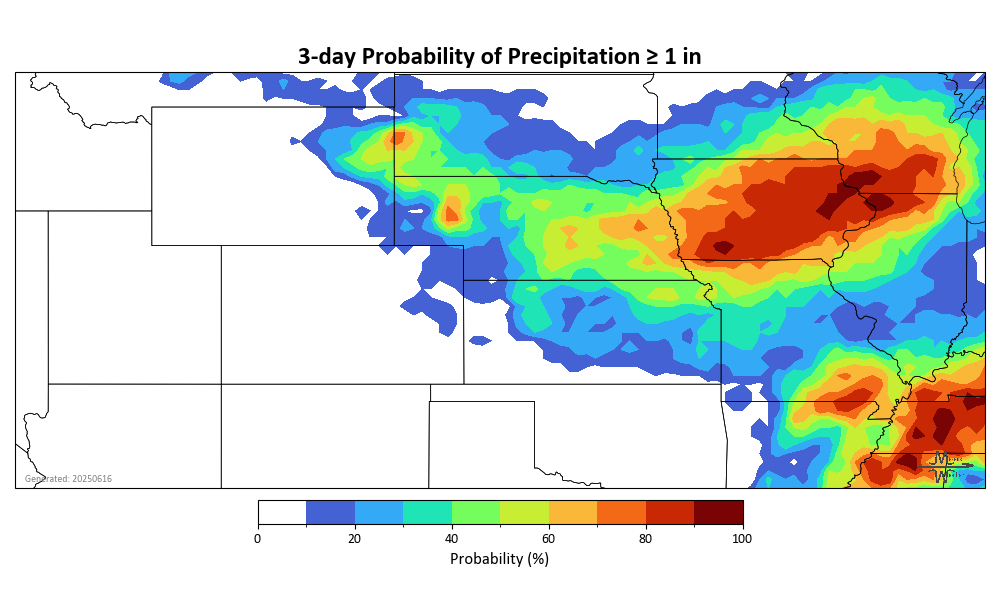 3-day Probability of Precipitation ≥ 1 in
Generated: 20250616
0 20 40 60 80 100
Probability (%)